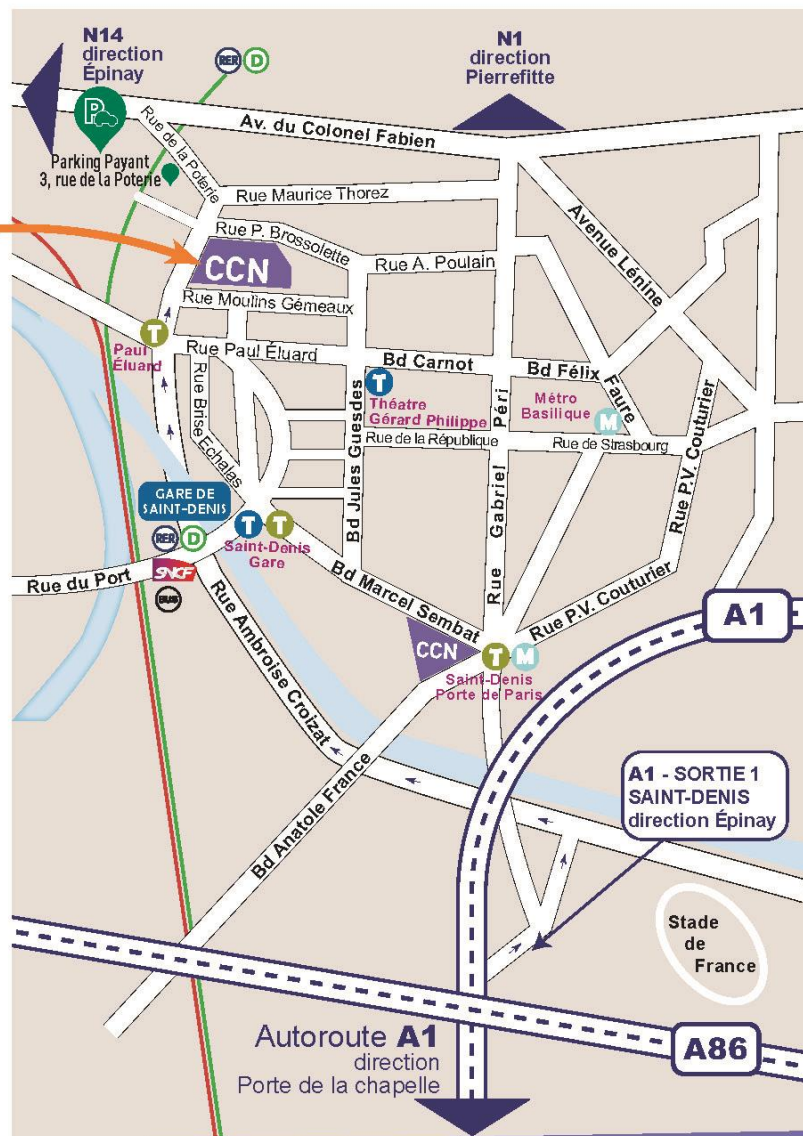 N14
direction
Épinay
RER D
N1
direction
Pierrefitte
P
Parking Payant
3, rue de la Poterie
Rue de la Poterie
Av. du Colonel Fabien
Rue Maurice Thorez
Avenue Lénine
Rue P. Brossolette
Rue A. Poulain
CCN
Rue Moulins Gémeaux
T
Paul
Éluard
Rue Paul Éluard
Bd Carnot
Bd Félix Faure
T
Théatre
Gérard Philippe
Métro
Basilique
M
Rue Brise Echalas
Bd Jules Guesdes
Rue de la République
Rue Gabriel Péri
Rue de Strasbourg
Rue P.V. Couturier
GARE DE
SAINT-DENIS
RER D
SNCF
BUS
T T
Saint-Denis
Gare
Rue du Port
Bd Marcel Sembat
Rue P.V. Couturier
A1
CCN
T M
Saint-Denis
Porte de Paris
Rue Ambroise Croizat
Bd Anatole France
A1 - SORTIE 1
SAINT-DENIS
direction Épinay
Stade
de
France
Autoroute A1
direction
Porte de la chapelle
A86